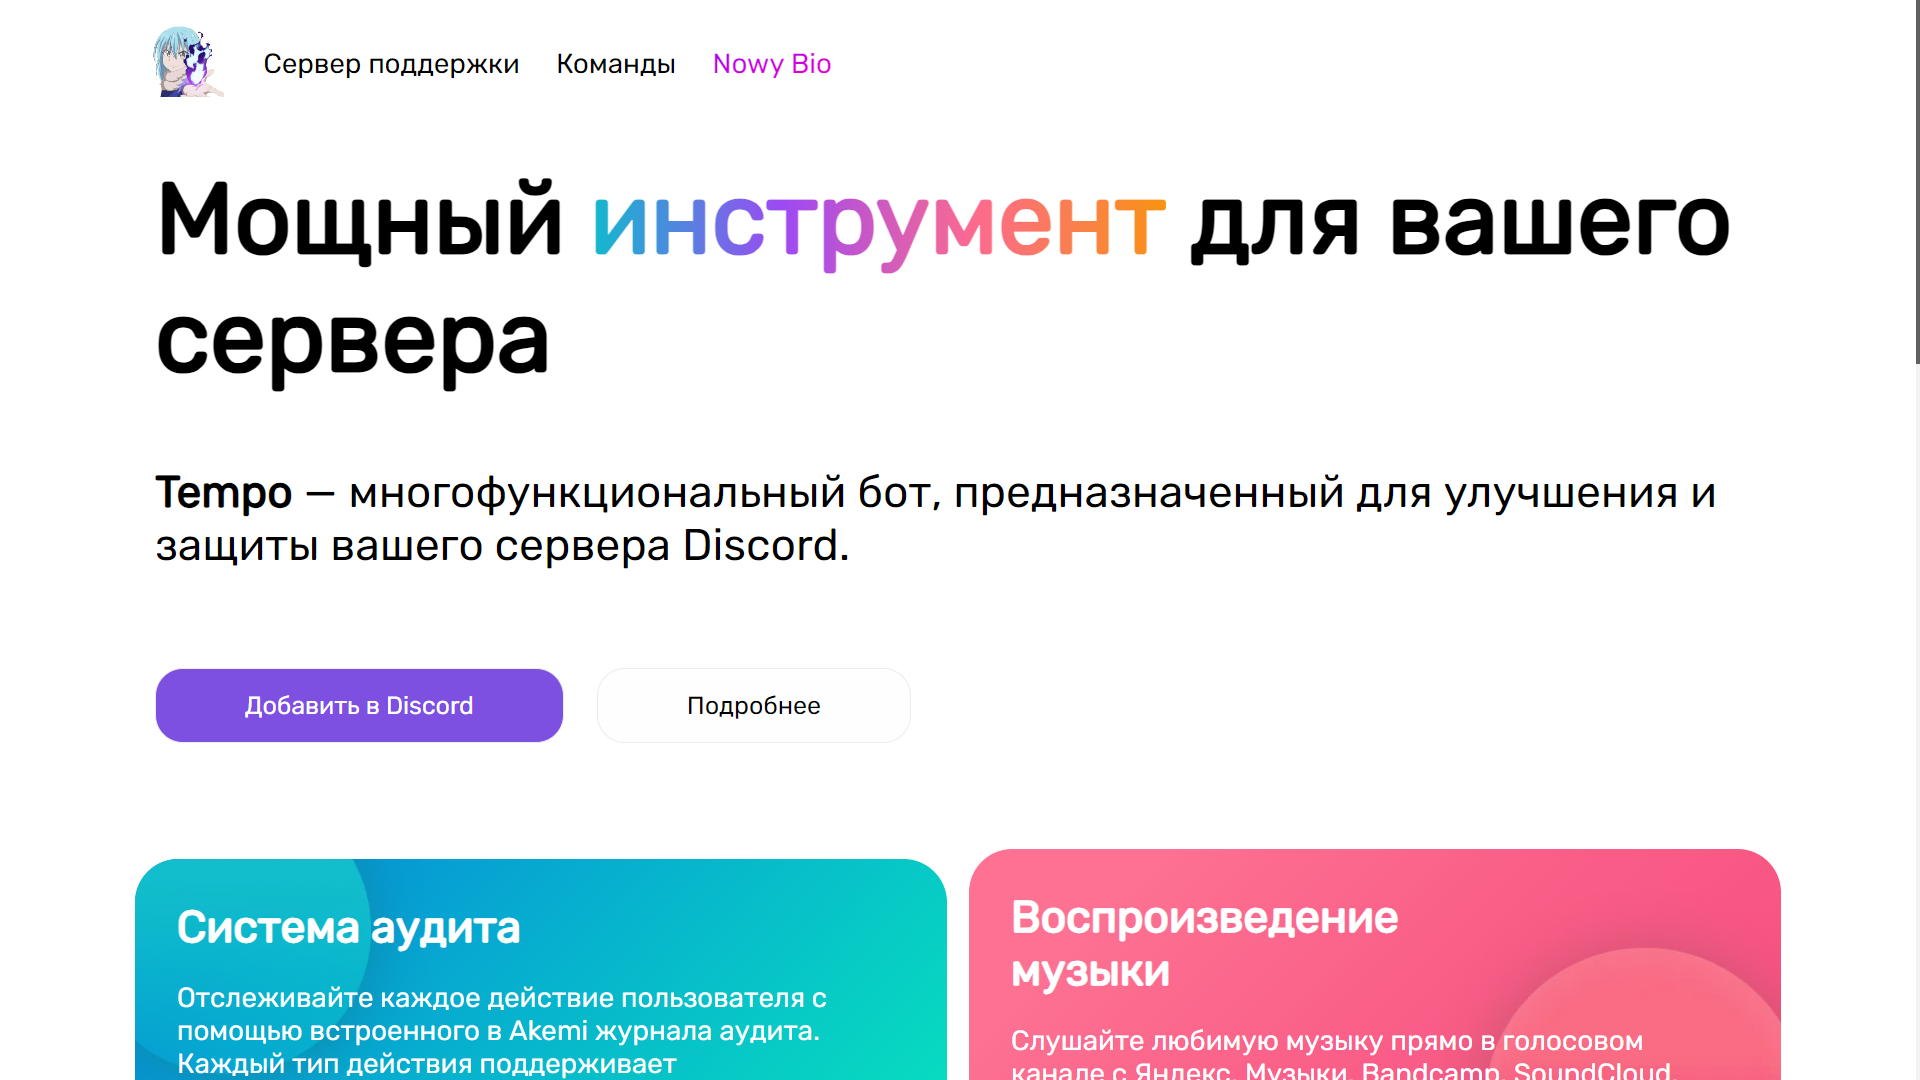 Сервер поддержки Команды Nowy Bio
Мощный инструмент для вашего
сервера
Tempo — многофункциональный бот, предназначенный для улучшения и
защиты вашего сервера Discord.
Добавить в Discord
Подробнее
Система аудита
Отслеживайте каждое действие пользователя с
помощью встроенного в Akemi журнала аудита.
Каждый тип действия поддерживает
Воспроизведение
музыки
Слушайте любимую музыку прямо в голосовом
канале с Яндекс. Музыки, Bandcamp, SoundCloud,